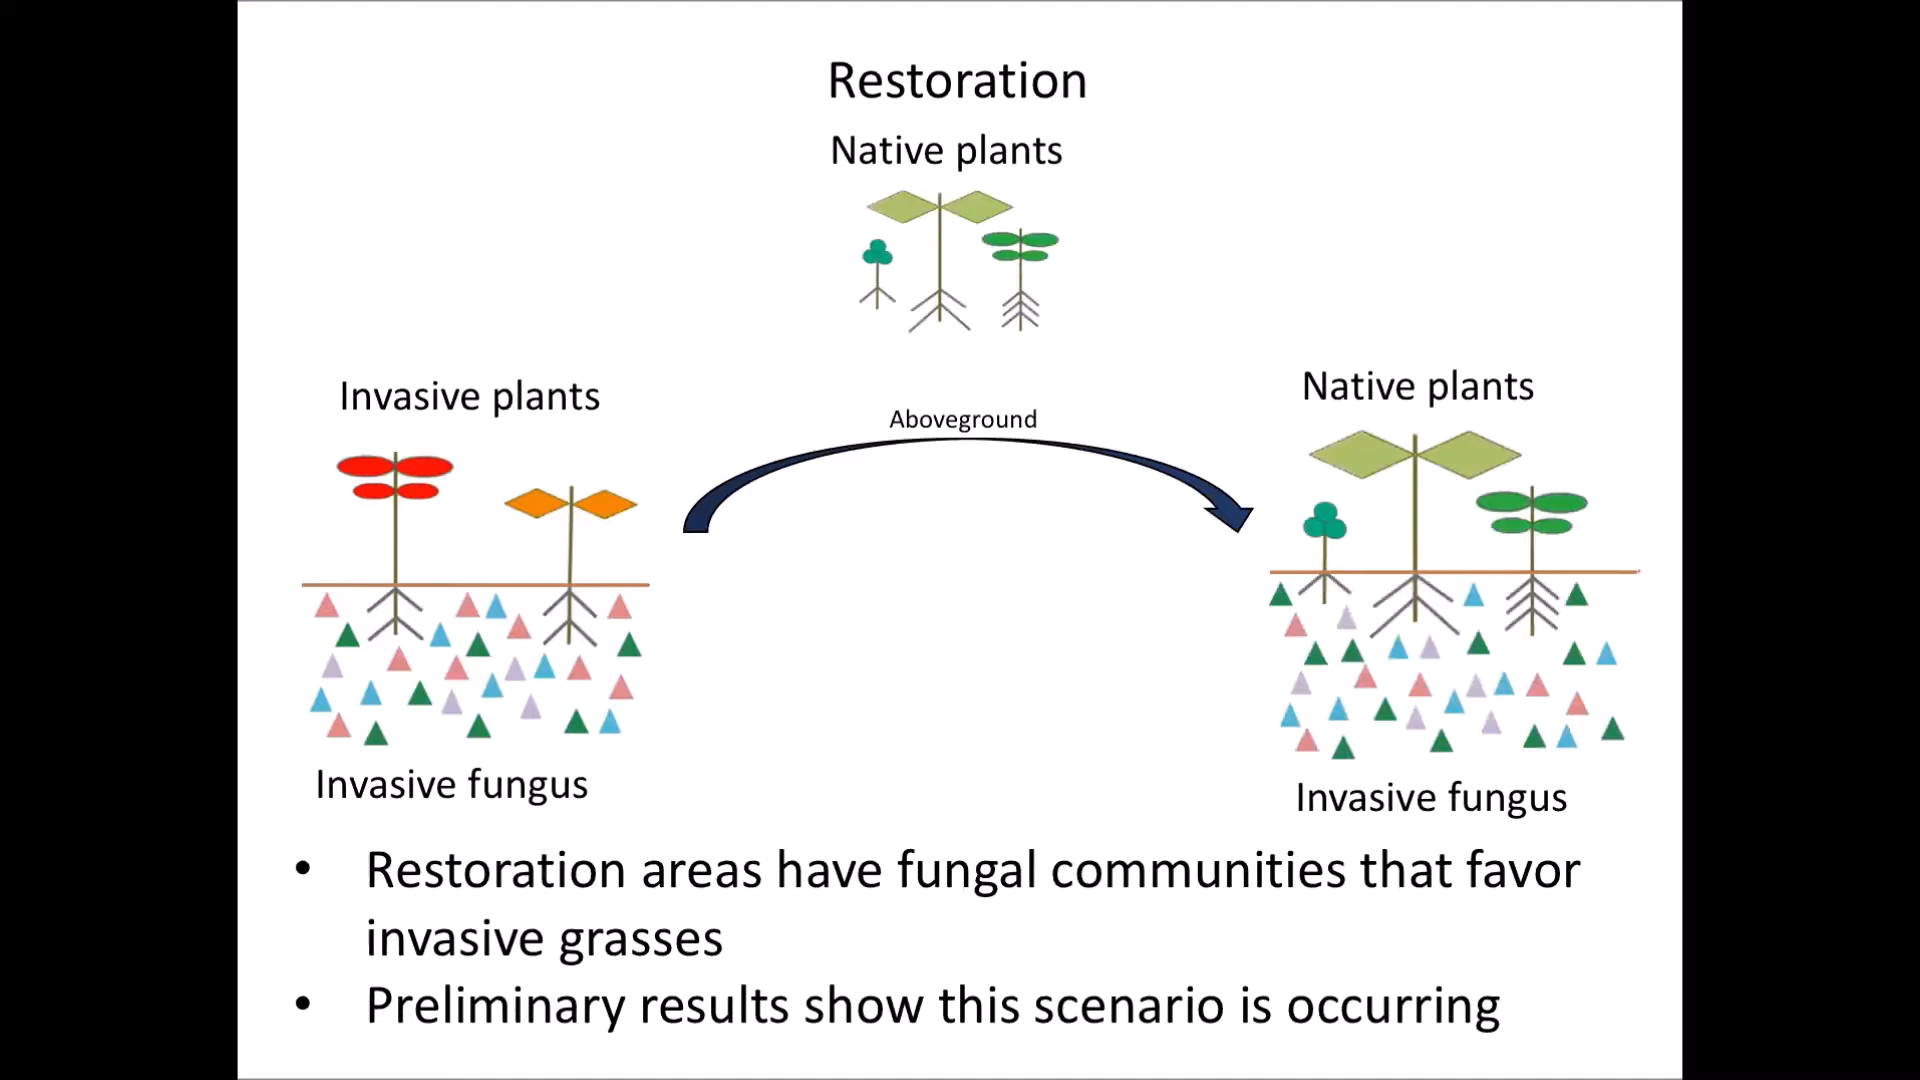 Restoration
Native plants
Invasive plants
Aboveground
Native plants
Invasive fungus
Invasive fungus
• Restoration areas have fungal communities that favor
invasive grasses
• Preliminary results show this scenario is occurring